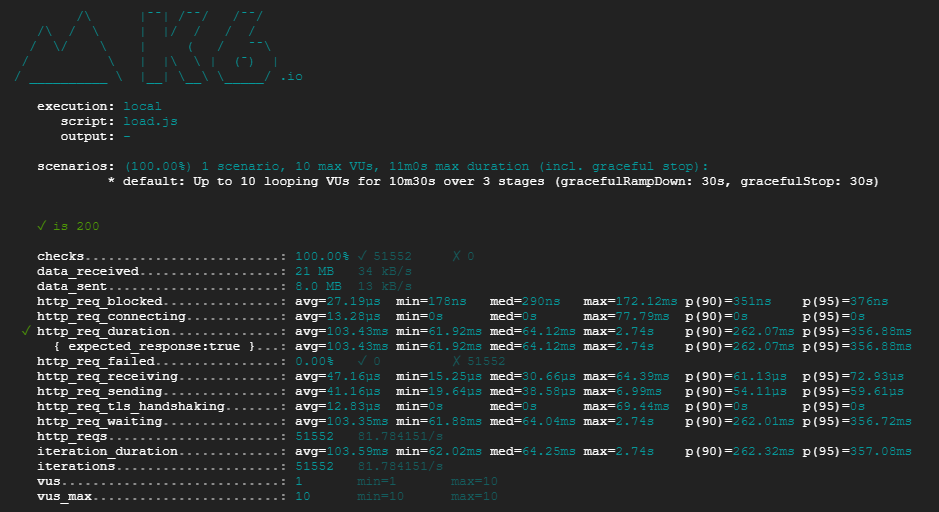 .io
execution: local
script: load.js
output: -
scenarios: (100.00%) 1 scenario, 10 max VUs, 11m0s max duration (incl. graceful stop):
* default: Up to 10 looping VUs for 10m30s over 3 stages (gracefulRampDown: 30s, gracefulStop: 30s)
✓ is 200
checks.........................: 100.00% ✓ 51552 ✗ 0
data_received..................: 21 MB 34 kB/s
data_sent......................: 8.0 MB 13 kB/s
http_req_blocked...............: avg=27.19µs min=178ns med=290ns max=172.12ms p(90)=351ns p(95)=376ns
http_req_connecting............: avg=13.28µs min=0s med=0s max=77.79ms p(90)=0s p(95)=0s
✓ http_req_duration..............: avg=103.43ms min=61.92ms med=64.12ms max=2.74s p(90)=262.07ms p(95)=356.88ms
{ expected_response:true }...: avg=103.43ms min=61.92ms med=64.12ms max=2.74s p(90)=262.07ms p(95)=356.88ms
http_req_failed................: 0.00% ✓ 0 ✗ 51552
http_req_receiving.............: avg=47.16µs min=15.25µs med=30.66µs max=64.39ms p(90)=61.13µs p(95)=72.93µs
http_req_sending...............: avg=41.16µs min=19.64µs med=38.58µs max=6.99ms p(90)=54.11µs p(95)=59.61µs
http_req_tls_handshaking.......: avg=12.83µs min=0s med=0s max=69.44ms p(90)=0s p(95)=0s
http_req_waiting...............: avg=103.35ms min=61.88ms med=64.04ms max=2.74s p(90)=262.01ms p(95)=356.72ms
http_reqs......................: 51552 81.784151/s
iteration_duration.............: avg=103.59ms min=62.02ms med=64.25ms max=2.74s p(90)=262.32ms p(95)=357.08ms
iterations.....................: 51552 81.784151/s
vus............................: 1 min=1 max=10
vus_max........................: 10 min=10 max=10